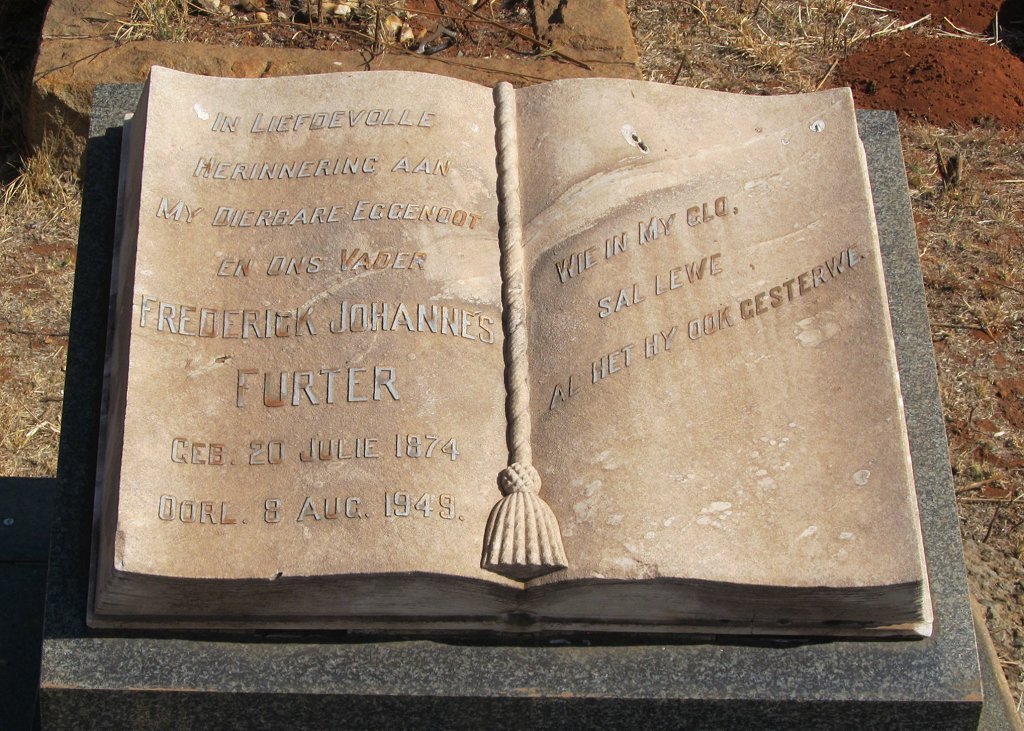 In Liefdevolle
Herinnering aan
My Dierbare Eggenoot
en Ons Vader
Frederick Johannes
Furter
Geb. 20 Julie 1874
Oorl. 8 Aug. 1949.
Wie in My glo,
sal lewe
al het hy ook gesterwe.